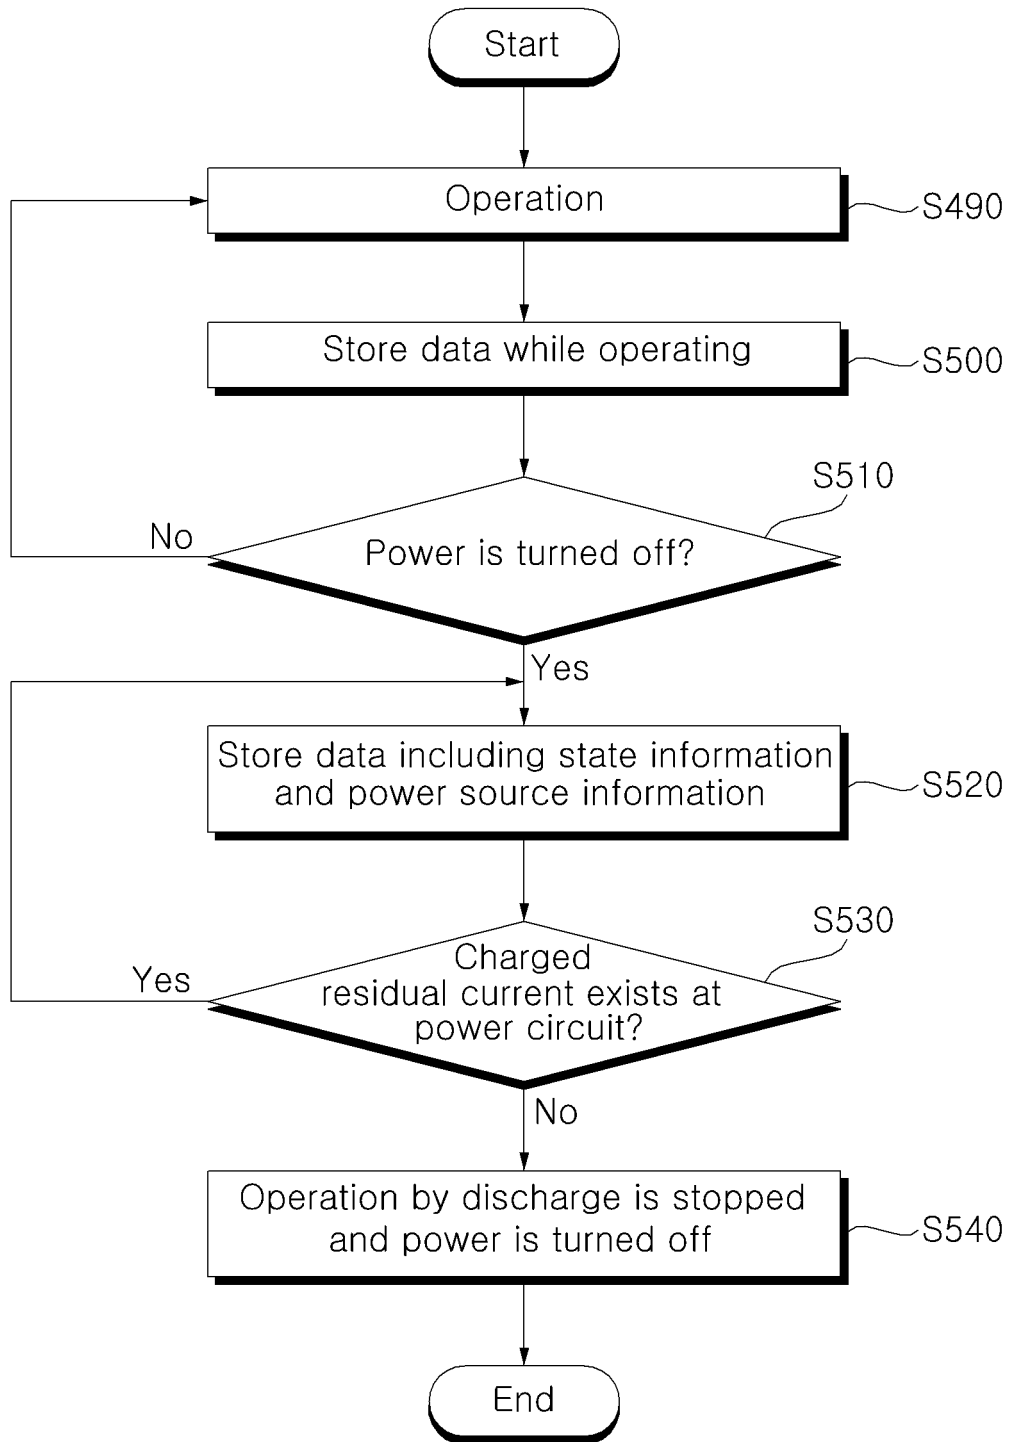 Start
Operation
S490
Store data while operating
S500
S510
No
Power is turned off?
Yes
Store data including state information
and power source information
S520
S530
Yes
Charged
residual current exists at
power circuit?
No
Operation by discharge is stopped
and power is turned off
S540
End